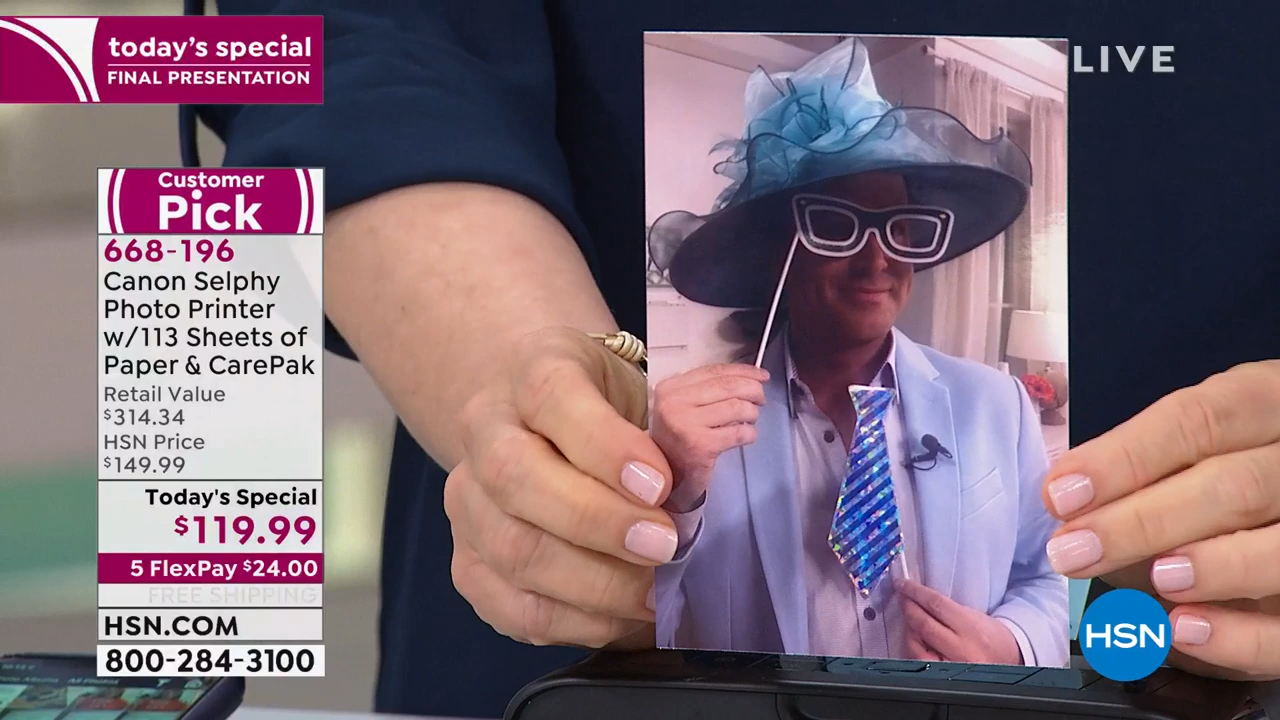 today's special
FINAL PRESENTATION
LIVE
Customer
Pick
668-196
Canon Selphy
Photo Printer
w/113 Sheets of
Paper & CarePak
Retail Value
$314.34
HSN Price
$149.99
Today's Special
$119.99
5 FlexPay $24.00
FREE SHIPPING
HSN.COM
800-284-3100
HSN